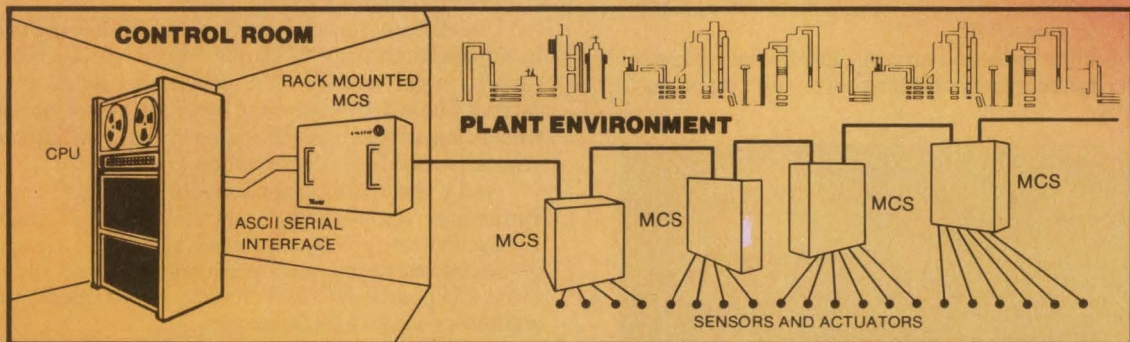 CONTROL ROOM
RACK MOUNTED
MCS
CPU
ASCII SERIAL
INTERFACE
PLANT ENVIRONMENT
MCS
MCS
MCS
MCS
SENSORS AND ACTUATORS